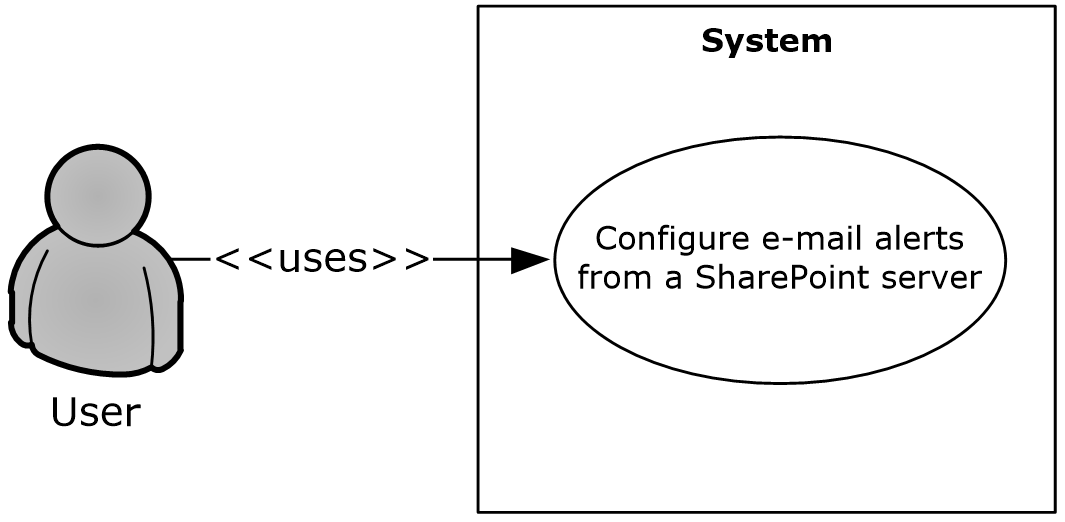 System
<<uses>>
Configure e-mail alerts
from a SharePoint server
User